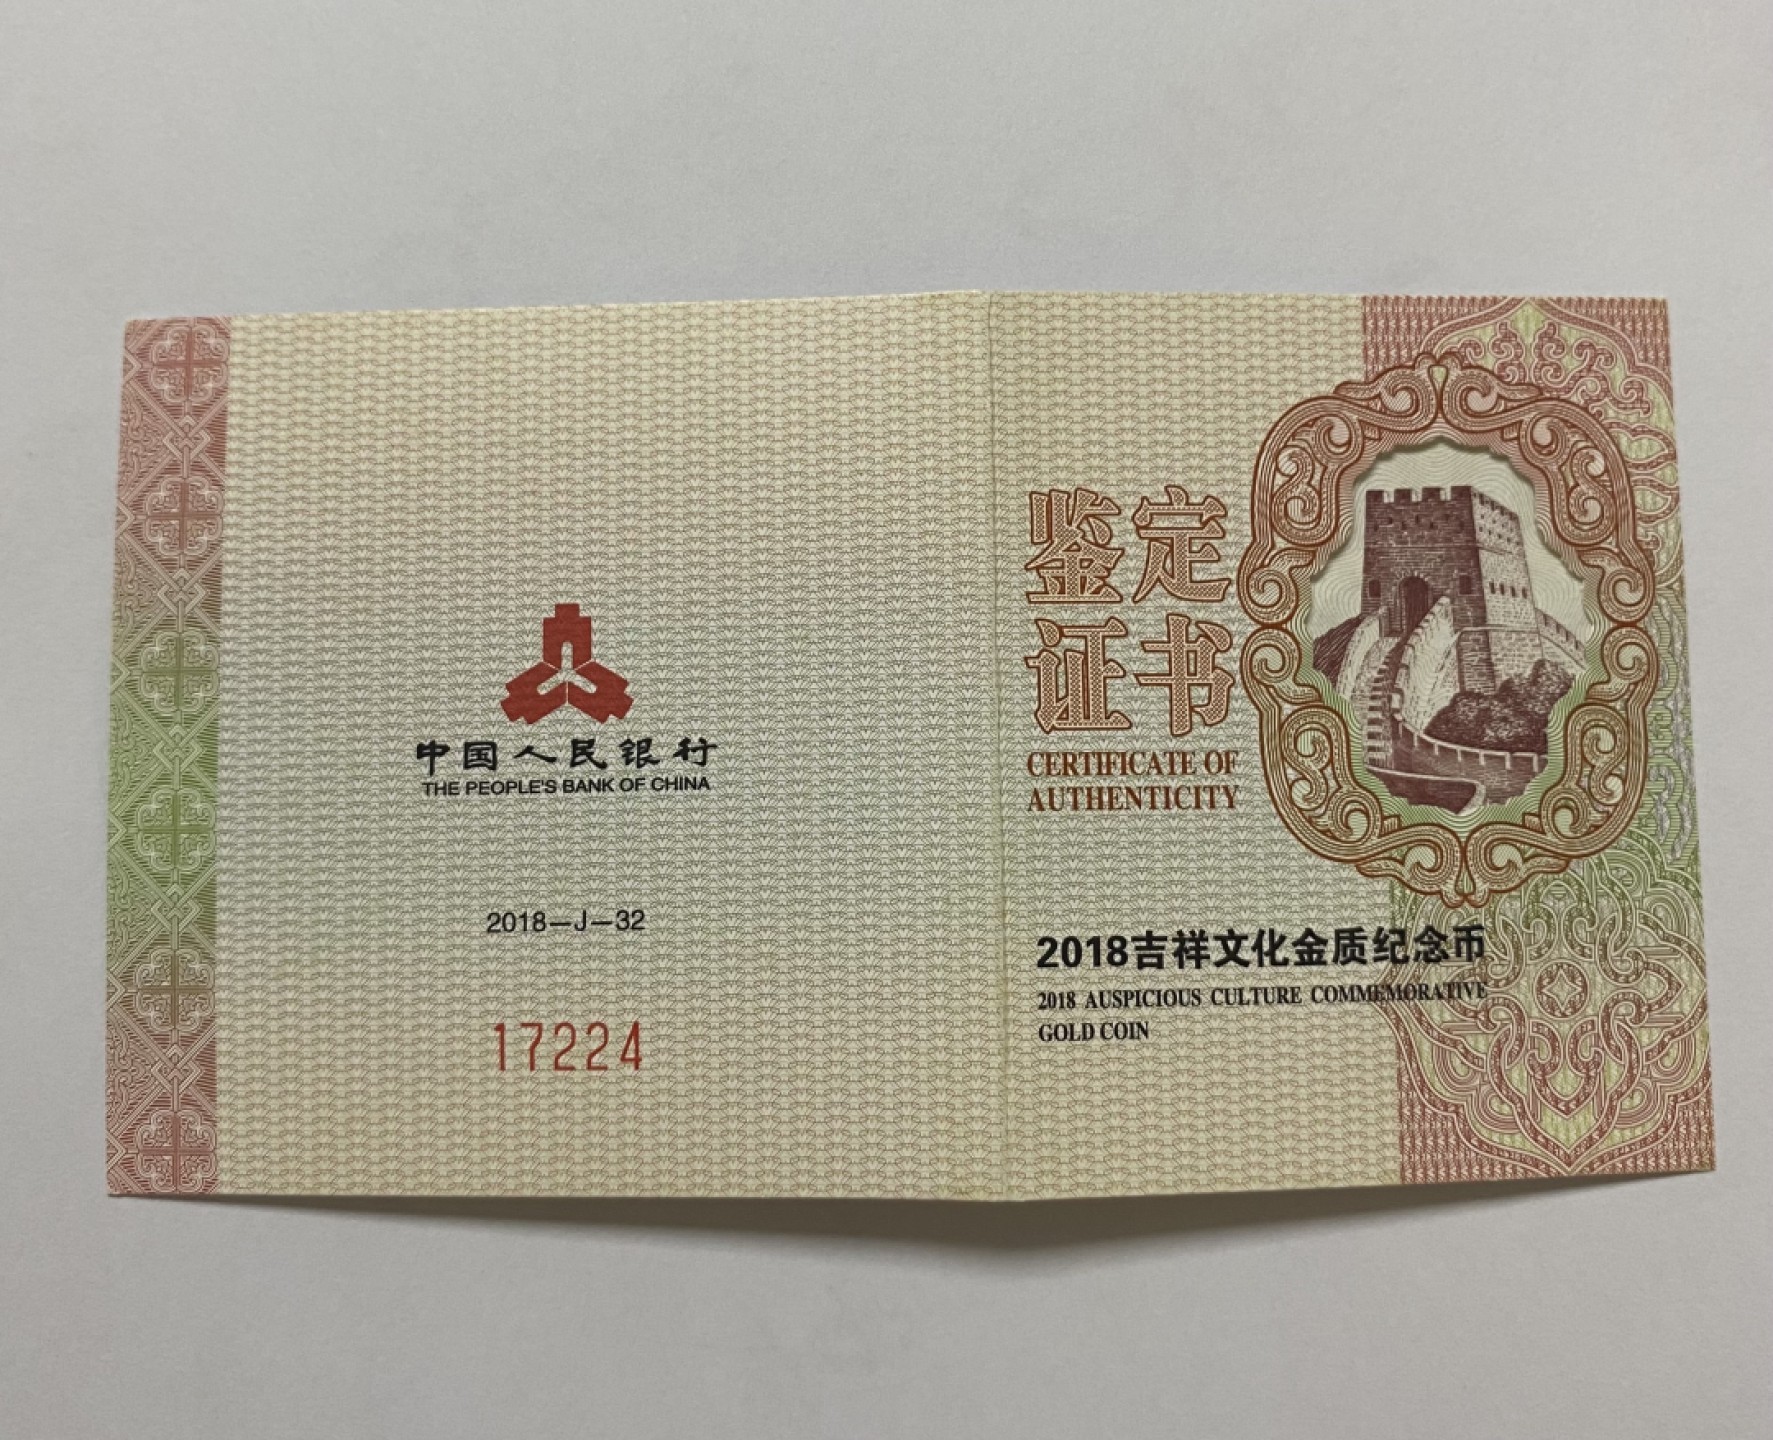 中国人民银行
THE PEOPLE'S BANK OF CHINA
2018—J—32
17224
鉴定
证书
CERTIFICATE OF
AUTHENTICITY
2018吉祥文化金质纪念币
2018 AUSPICIOUS CULTURE COMMEMORATIVE
GOLD COIN